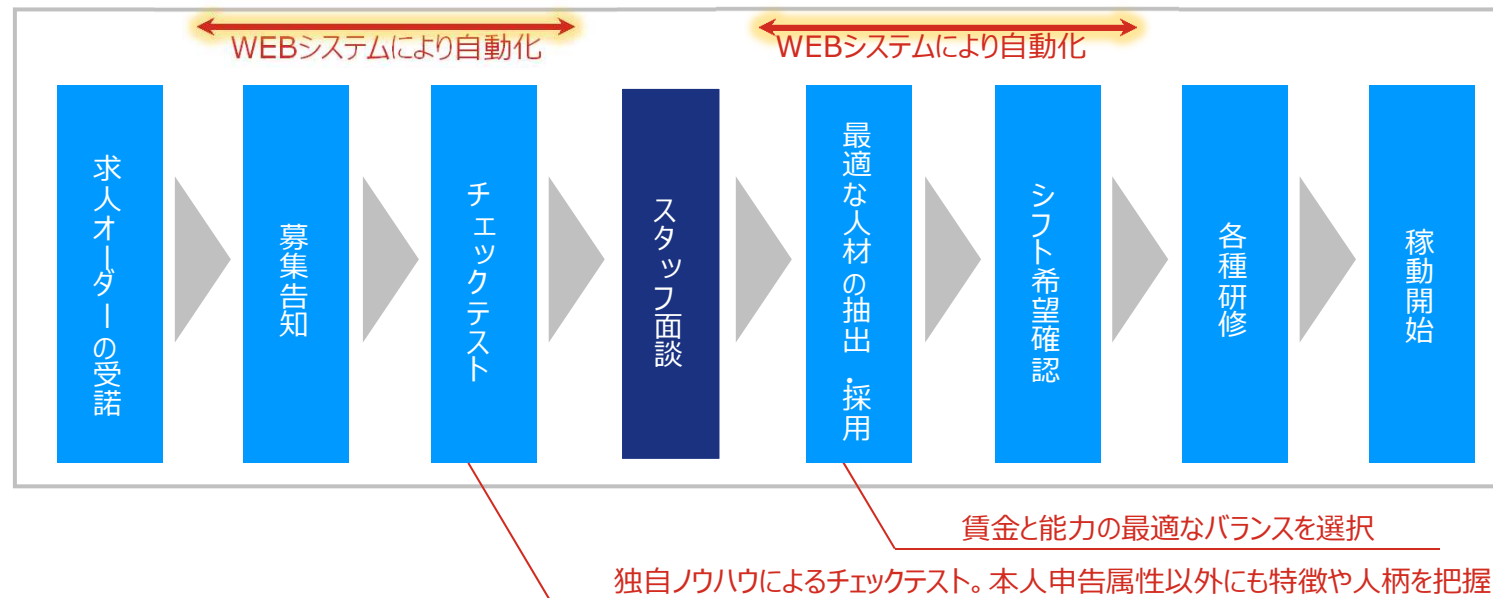 WEBシステムにより自動化
WEBシステムにより自動化
求人オーダーの受諾
募集告知
チェックテスト
スタッフ面談
最適な人材の抽出・採用
シフト希望確認
各種研修
稼動開始
賃金と能力の最適なバランスを選択
独自ノウハウによるチェックテスト。本人申告属性以外にも特徴や人柄を把握